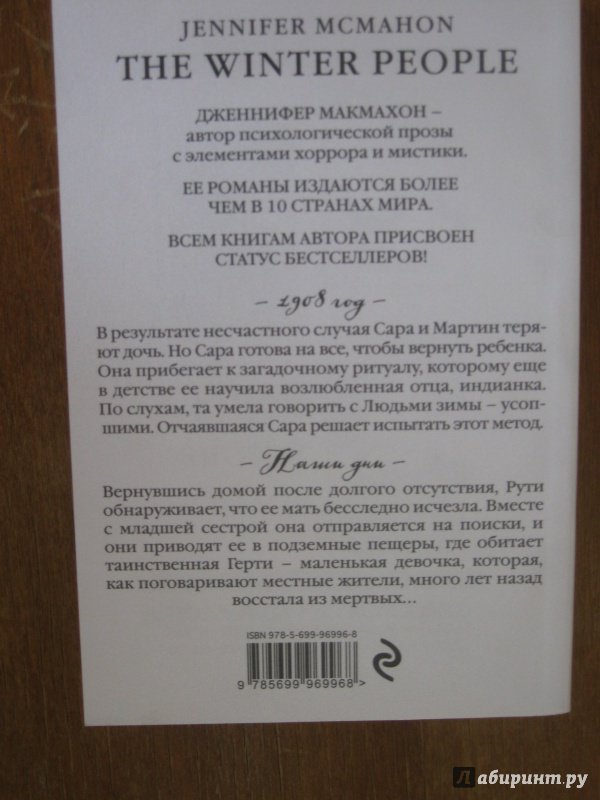 JENNIFER MCMAHON
THE WINTER PEOPLE
ДЖЕННИФЕР МАКМАХОН –
автор психологической прозы
с элементами хоррора и мистики.
ЕЕ РОМАНЫ ИЗДАЮТСЯ БОЛЕЕ
ЧЕМ В 10 СТРАНАХ МИРА.
ВСЕМ КНИГАМ АВТОРА ПРИСВОЕН
СТАТУС БЕСТСЕЛЛЕРОВ!
– 1908 год –
В результате несчастного случая Сара и Мартин теря-
ют дочь. Но Сара готова на все, чтобы вернуть ребенка.
Она прибегает к загадочному ритуалу, которому еще
в детстве ее научила возлюбленная отца, индианка.
По слухам, та умела говорить с Людьми зимы – усоп-
шими. Отчаявшаяся Сара решает испытать этот метод.
– Наши дни –
Вернувшись домой после долгого отсутствия, Рути
обнаруживает, что ее мать бесследно исчезла. Вместе
с младшей сестрой она отправляется на поиски, и
они приводят ее в подземные пещеры, где обитает
таинственная Герти – маленькая девочка, которая,
как поговаривают местные жители, много лет назад
восстала из мертвых...
ISBN 978-5-699-96996-8
9 785699 969968 >
Лабиринт.ру